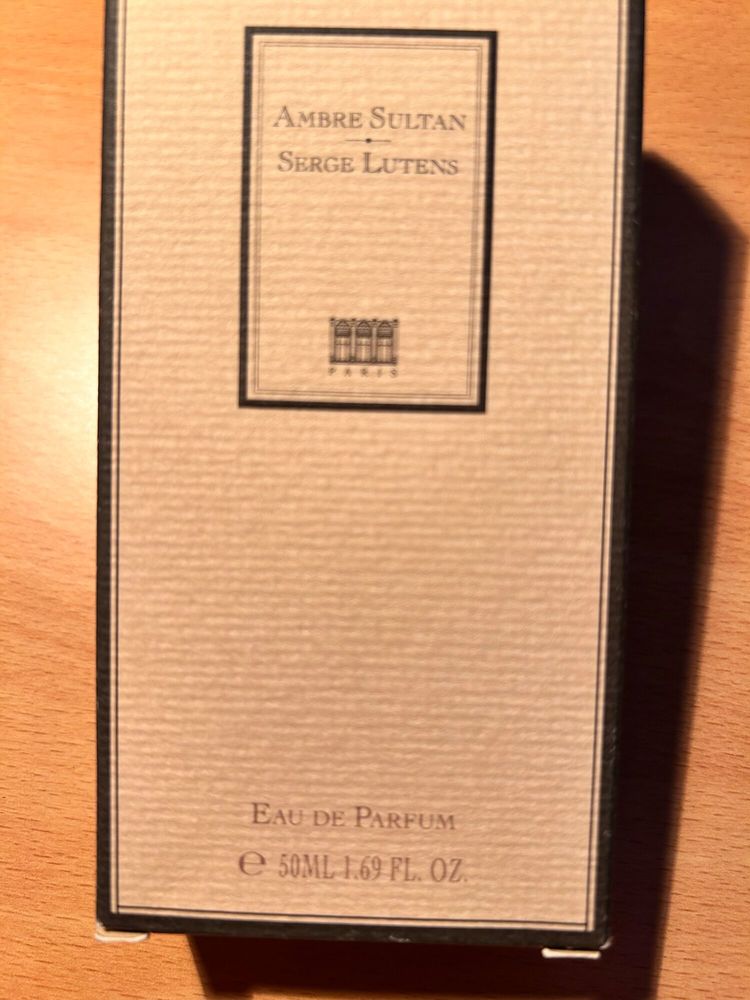 AMBRE SULTAN
SERGE LUTENS
PARIS
EAU DE PARFUM
℮ 50ML 1.69 FL. OZ.